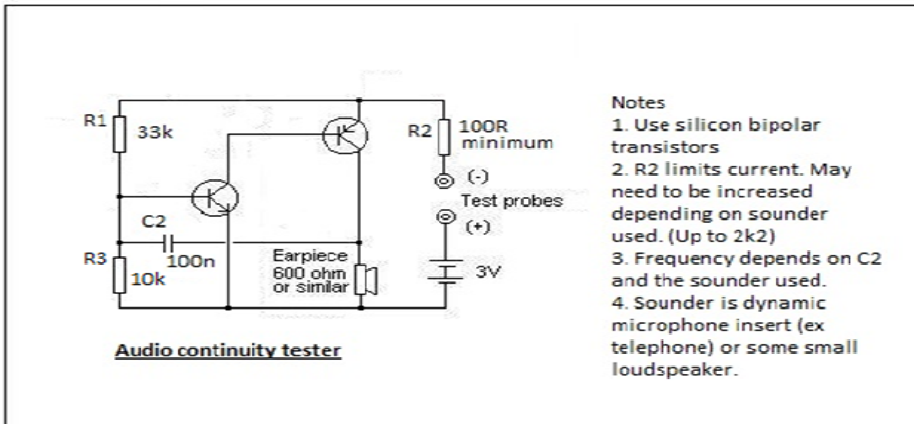 R1
33k
R2
100R
minimum
(-)
Test probes
(+)
C2
100n
R3
10k
Earpiece
600 ohm
or similar
3V
Audio continuity tester
Notes
1. Use silicon bipolar
transistors
2. R2 limits current. May
need to be increased
depending on sounder
used. (Up to 2k2)
3. Frequency depends on C2
and the sounder used.
4. Sounder is dynamic
microphone insert (ex
telephone) or some small
loudspeaker.